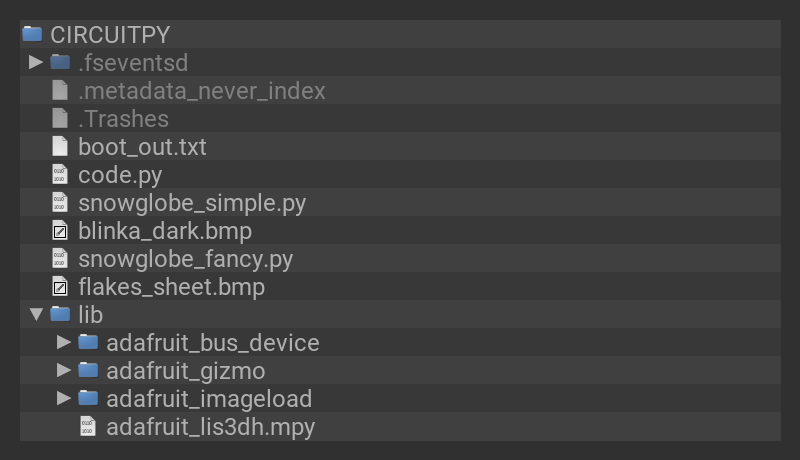 CIRCUITPY
.fseventsd
.metadata_never_index
.Trashes
boot_out.txt
code.py
snowglobe_simple.py
blinka_dark.bmp
snowglobe_fancy.py
flakes_sheet.bmp
lib
adafruit_bus_device
adafruit_gizmo
adafruit_imageload
adafruit_lis3dh.mpy